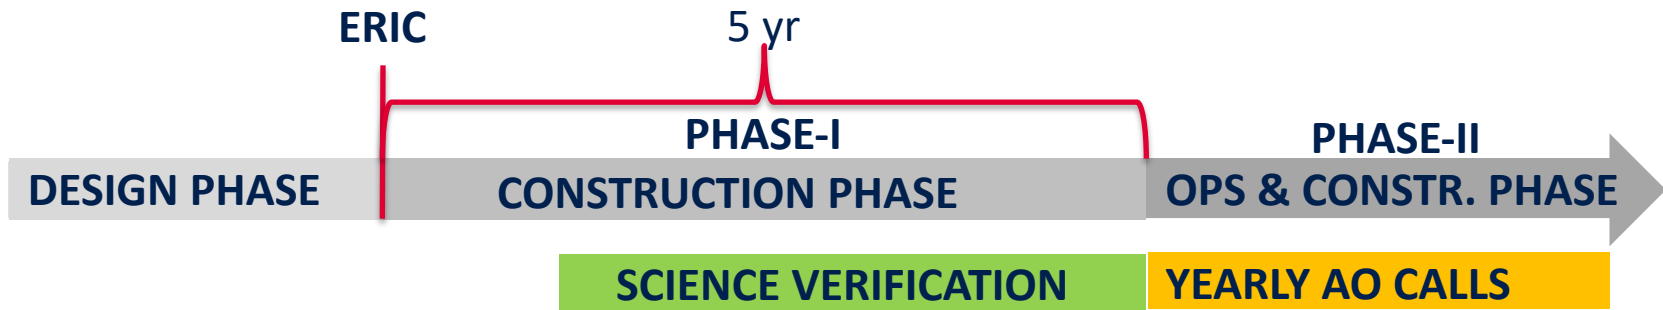 ERIC
5 yr
PHASE-I
PHASE-II
DESIGN PHASE
CONSTRUCTION PHASE
OPS & CONSTR. PHASE
SCIENCE VERIFICATION
YEARLY AO CALLS